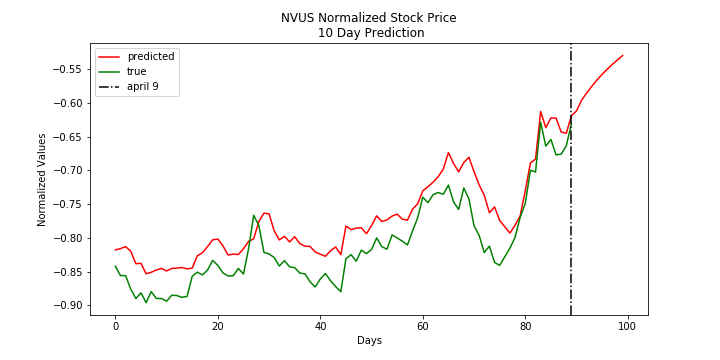 NVUS Normalized Stock Price
10 Day Prediction
predicted
true
april 9
Normalized Values
−0.55
−0.60
−0.65
−0.70
−0.75
−0.80
−0.85
−0.90
0
20
40
60
80
100
Days